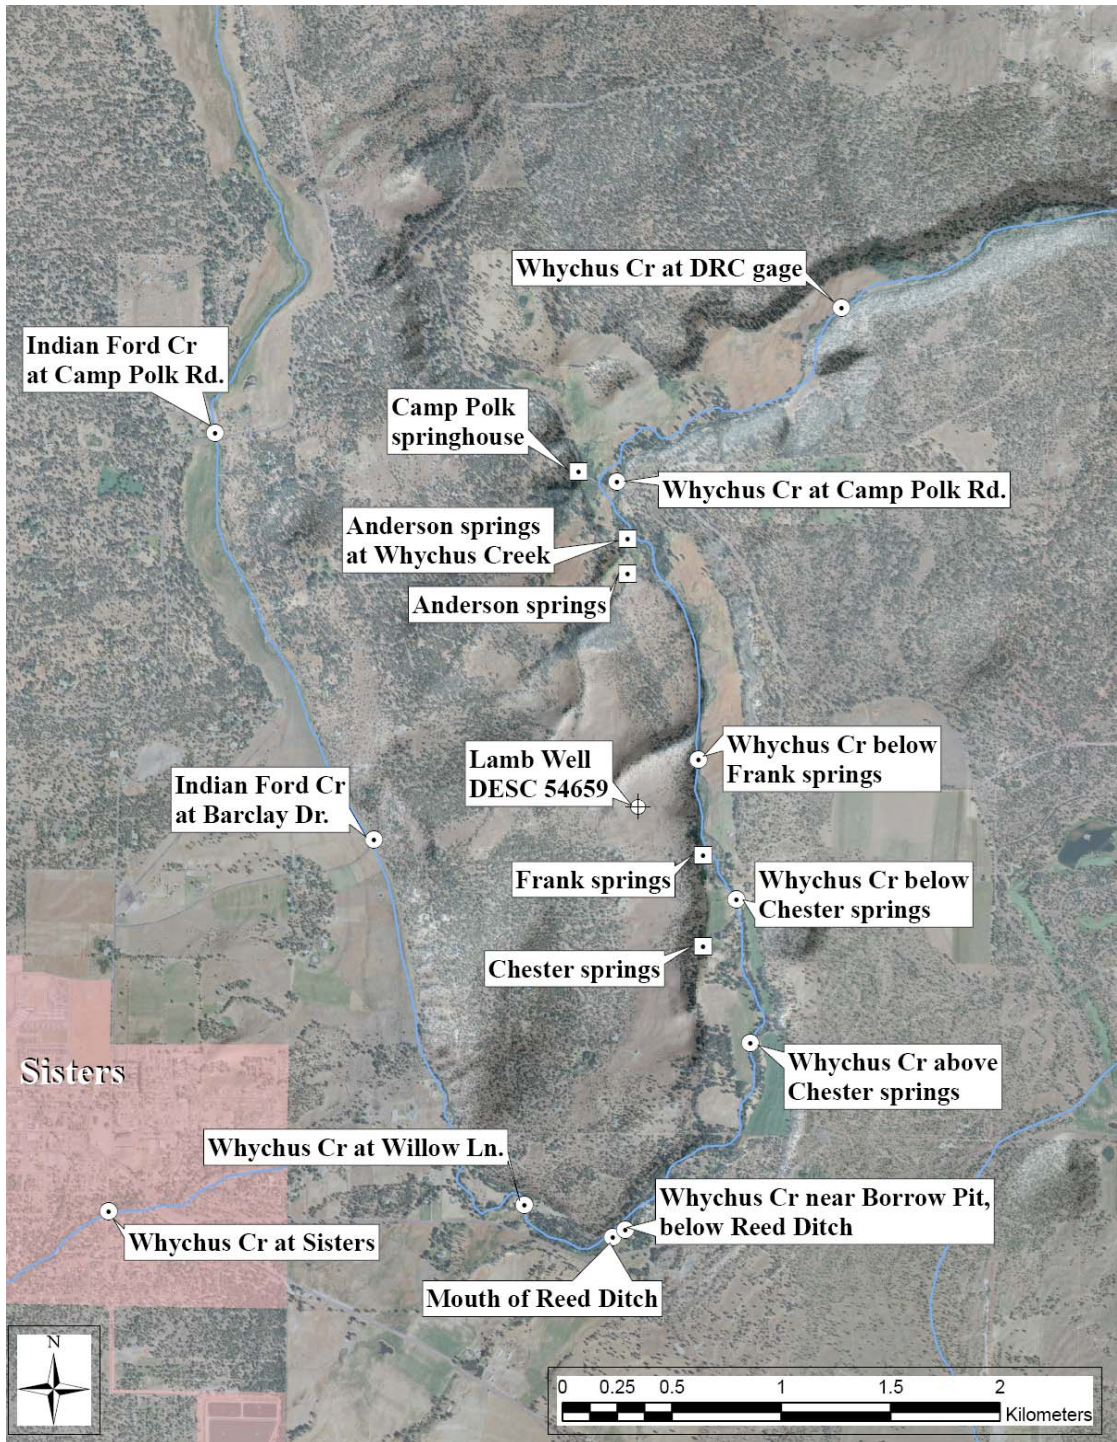 Whychus Cr at DRC gage
Indian Ford Cr
at Camp Polk Rd.
Camp Polk
springhouse
Whychus Cr at Camp Polk Rd.
Anderson springs
at Whychus Creek
Anderson springs
Whychus Cr below
Frank springs
Lamb Well
DESC 54659
Indian Ford Cr
at Barclay Dr.
Frank springs
Whychus Cr below
Chester springs
Chester springs
Whychus Cr above
Chester springs
Sisters
Whychus Cr at Willow Ln.
Whychus Cr near Borrow Pit,
below Reed Ditch
Whychus Cr at Sisters
Mouth of Reed Ditch
N
0 0.25 0.5 1 1.5 2
Kilometers